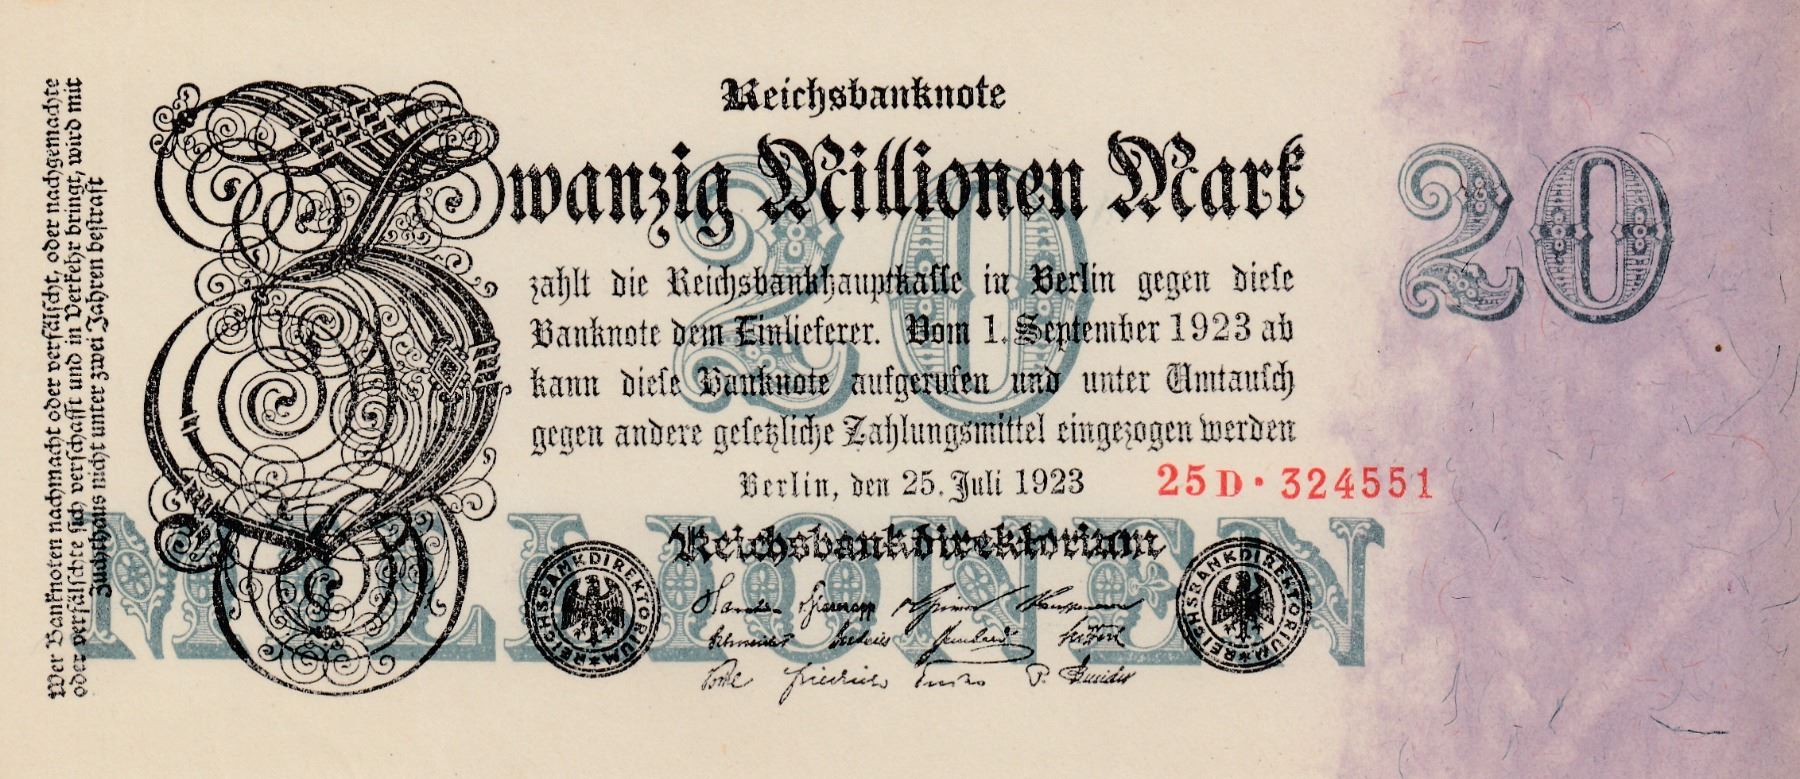 Wer Banknoten nachmacht oder verfälscht, oder nachgemachte
oder verfälschte sich verschafft und in Verkehr bringt, wird mit
Zuchthaus nicht unter zwei Jahren bestraft
Reichsbanknote
Zwanzig Millionen Mark
20
20
zahlt die Reichsbankhauptkasse in Berlin gegen diese
Banknote dem Einlieferer. Vom 1. September 1923 ab
kann diese Banknote aufgerufen und unter Umtausch
gegen andere gesetzliche Zahlungsmittel eingezogen werden
Berlin, den 25. Juli 1923
25D·324551
MILLIONEN
Reichsbankdirektorium
REICHSBANKDIREKTORIUM
REICHSBANKDIREKTORIUM